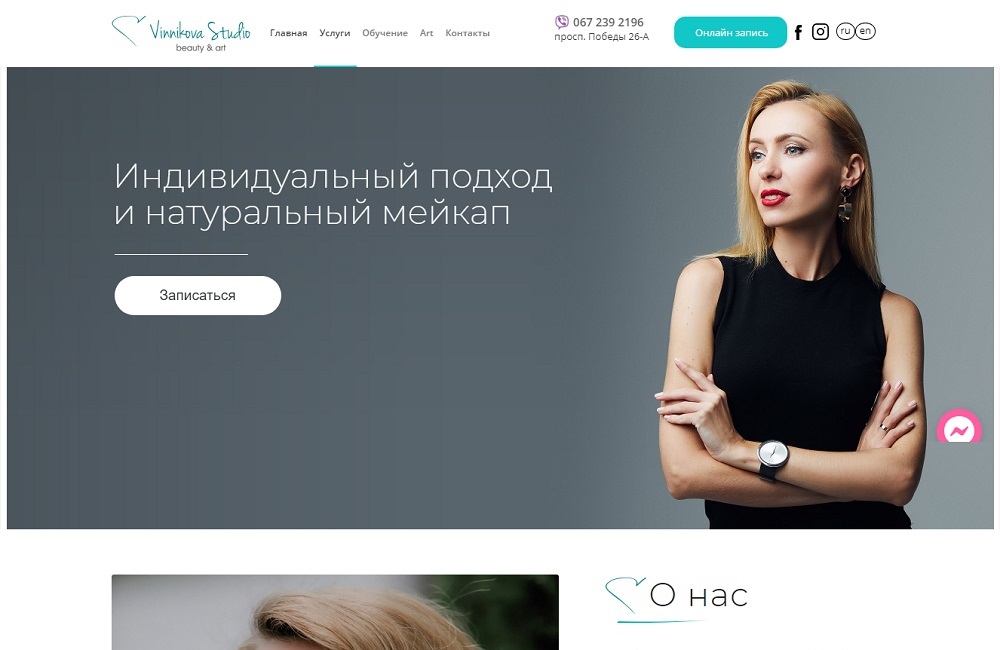 Vinnikova Studio
beauty & art
Главная Услуги Обучение Art Контакты
067 239 2196
просп. Победы 26-А
Онлайн запись
ru en
Индивидуальный подход
и натуральный мейкап
Записаться
О нас